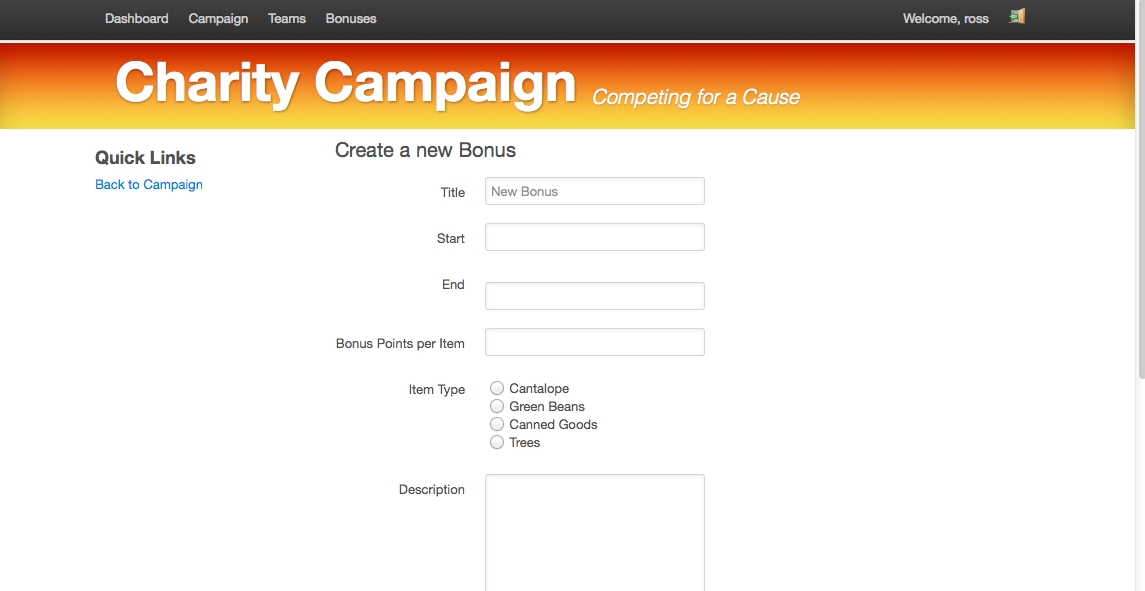 Dashboard Campaign Teams Bonuses Welcome, ross
Charity Campaign Competing for a Cause
Quick Links
Back to Campaign
Create a new Bonus
Title New Bonus
Start
End
Bonus Points per Item
Item Type Cantalope
Green Beans
Canned Goods
Trees
Description